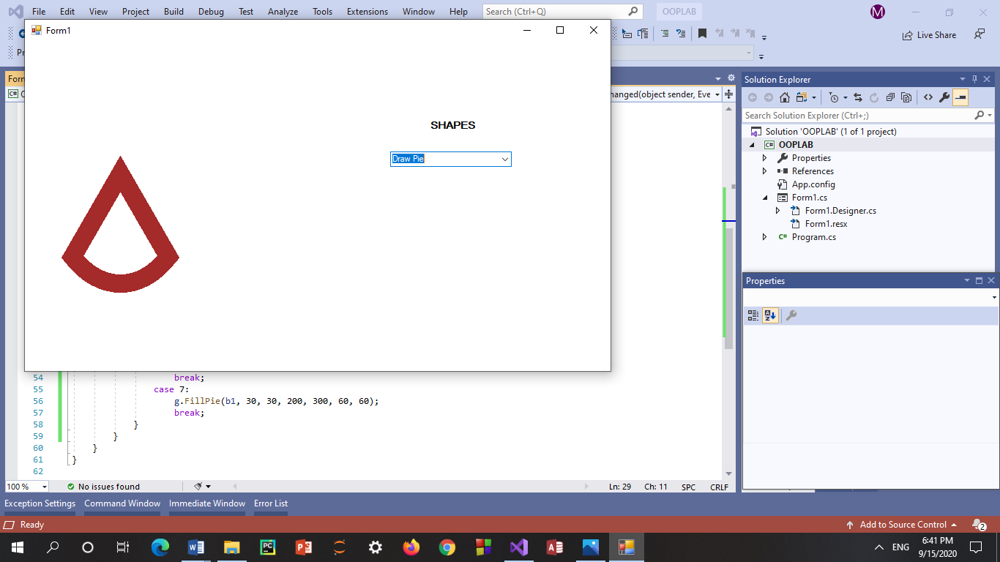 File Edit View Project Build Debug Test Analyze Tools Extensions Window Help Search (Ctrl+Q) OOPLAB M
Form1
Live Share
Form
hanged(object sender, Eve
SHAPES
Draw Pie
Solution Explorer
Search Solution Explorer (Ctrl+;)
Solution 'OOPLAB' (1 of 1 project)
C# OOPLAB
Properties
References
App.config
Form1.cs
Form1.Designer.cs
Form1.resx
C# Program.cs
Properties
54 break;
55 case 7:
56 g.FillPie(b1, 30, 30, 200, 300, 60, 60);
57 break;
58 }
59 }
60 }
61 }
62
100 % No issues found Ln: 29 Ch: 11 SPC CRLF
Exception Settings Command Window Immediate Window Error List
Ready Add to Source Control 2
ENG 6:41 PM
9/15/2020